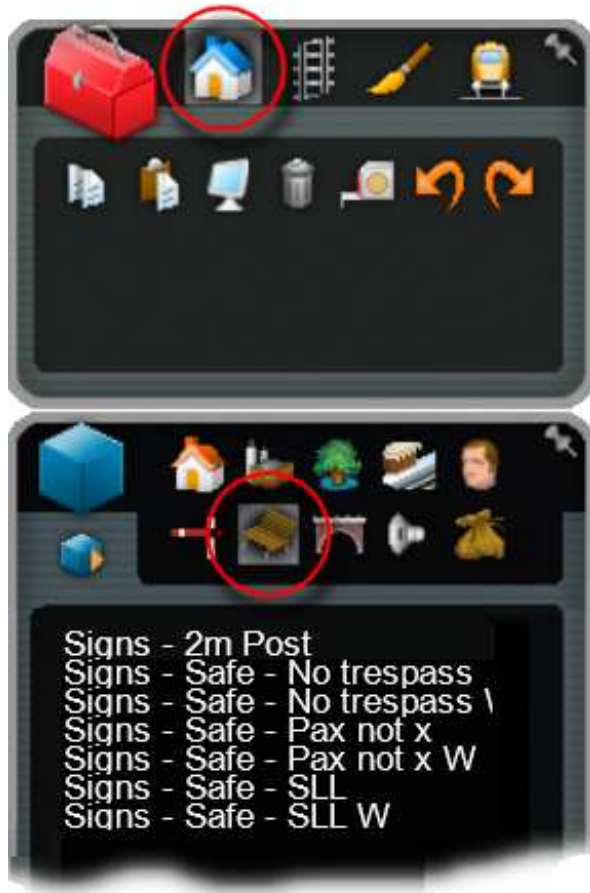 Signs - 2m Post
Signs - Safe - No trespass
Signs - Safe - No trespass
Signs - Safe - Pax not x
Signs - Safe - Pax not x W
Signs - Safe - SLL
Signs - Safe - SLL W